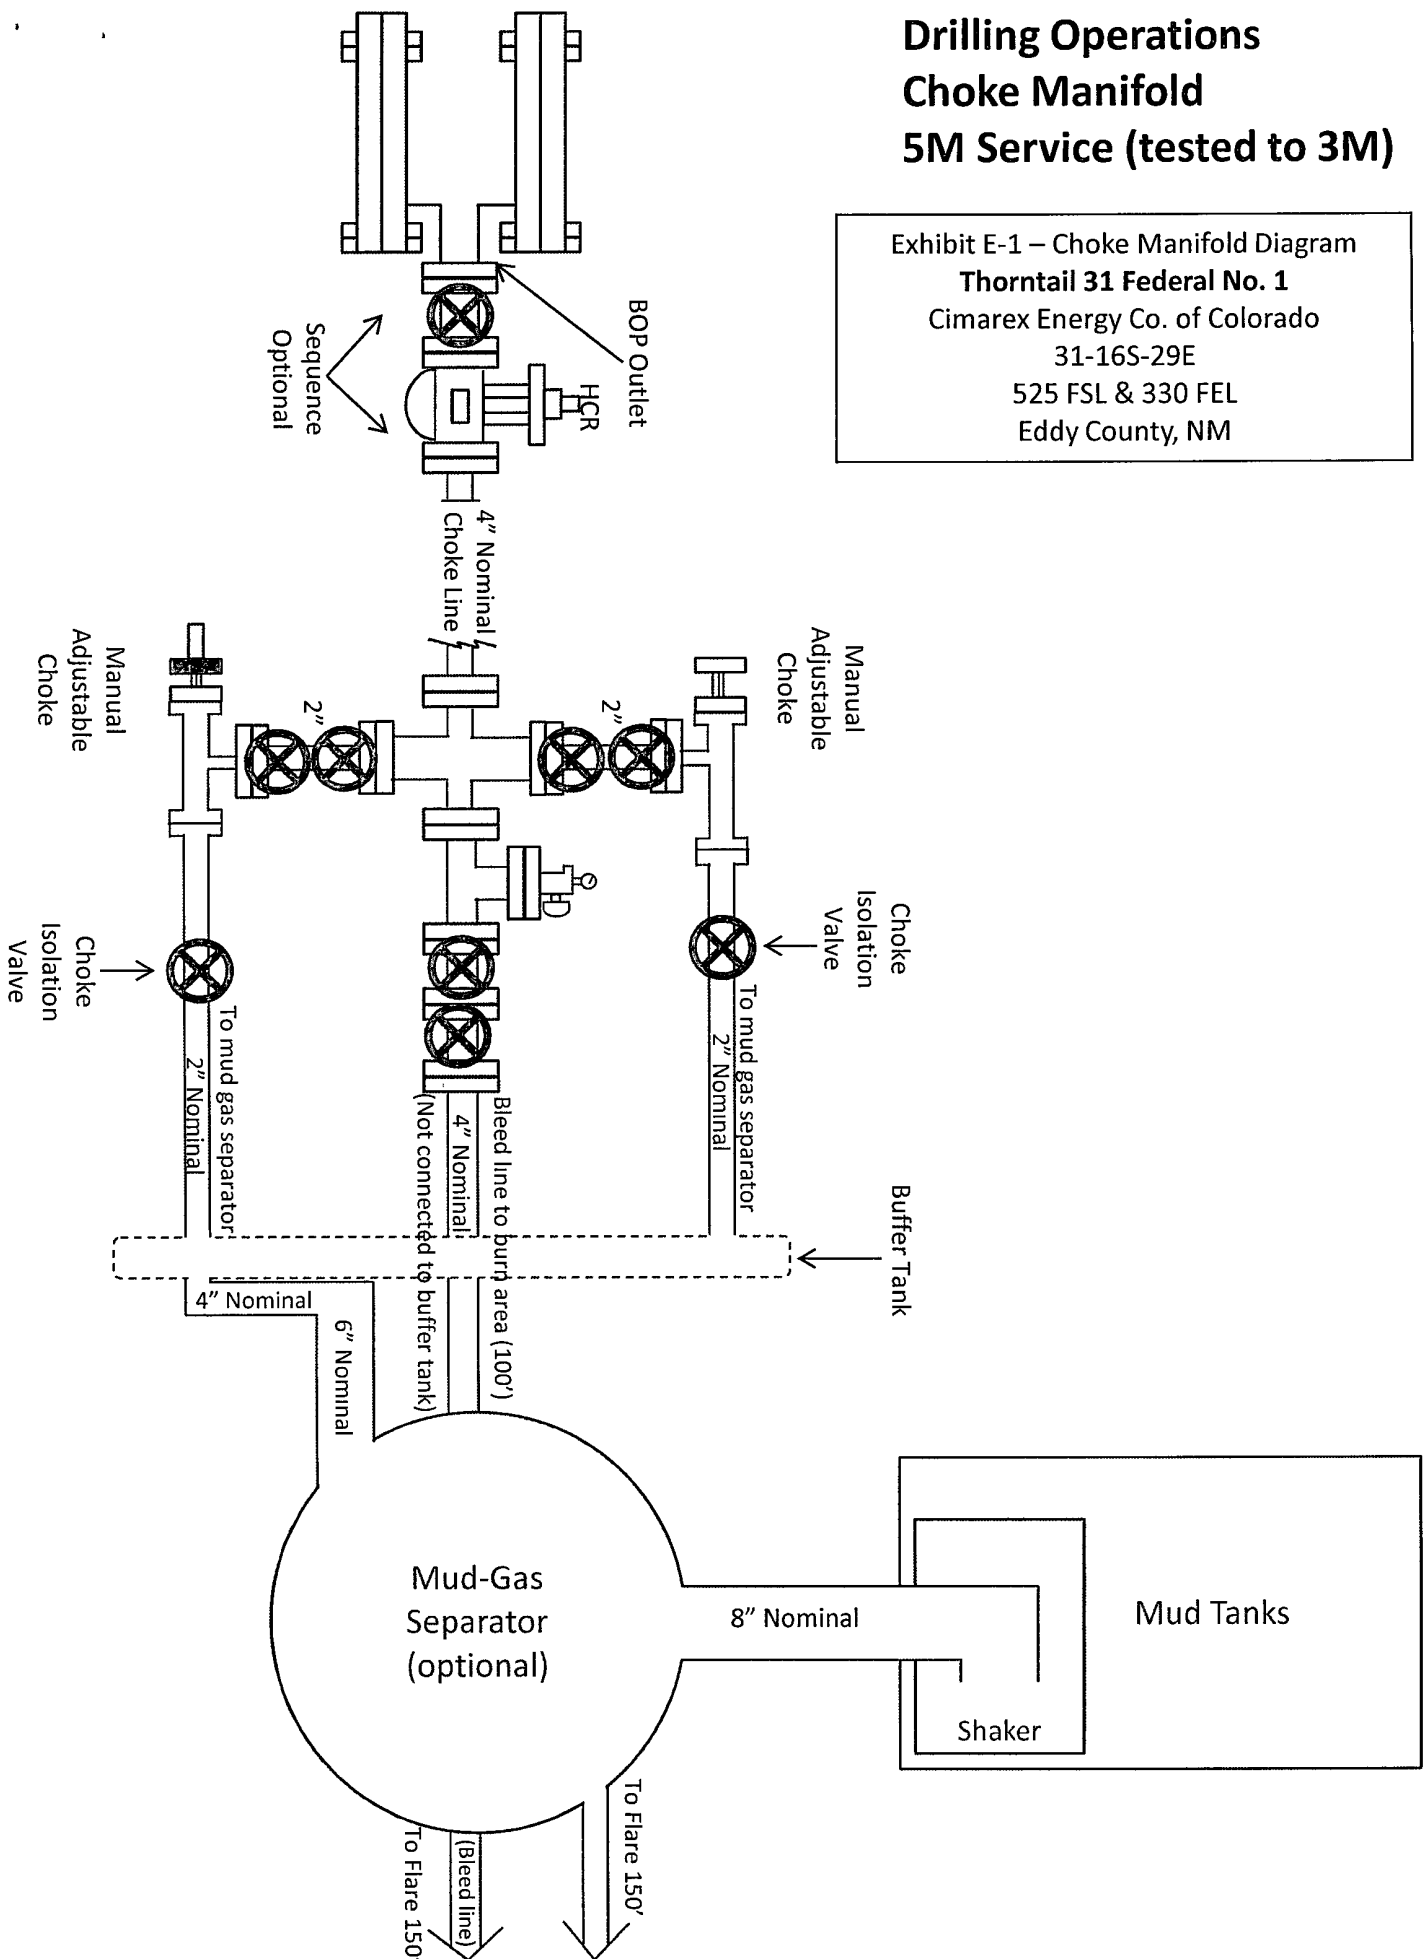 Drilling Operations
Choke Manifold
5M Service (tested to 3M)
Exhibit E-1 – Choke Manifold Diagram
Thorntail 31 Federal No. 1
Cimarex Energy Co. of Colorado
31-16S-29E
525 FSL & 330 FEL
Eddy County, NM
BOP Outlet
HCR
Sequence
Optional
4” Nominal
Choke Line
Manual
Adjustable
Choke
2”
2”
Manual
Adjustable
Choke
Choke
Isolation
Valve
Choke
Isolation
Valve
To mud gas separator
2” Nominal
To mud gas separator
2” Nominal
Bleed line to burn area (100’)
4” Nominal
(Not connected to buffer tank)
Buffer Tank
4” Nominal
6” Nominal
Mud-Gas
Separator
(optional)
8” Nominal
Mud Tanks
Shaker
To Flare 150’
(Bleed line)
To Flare 150’